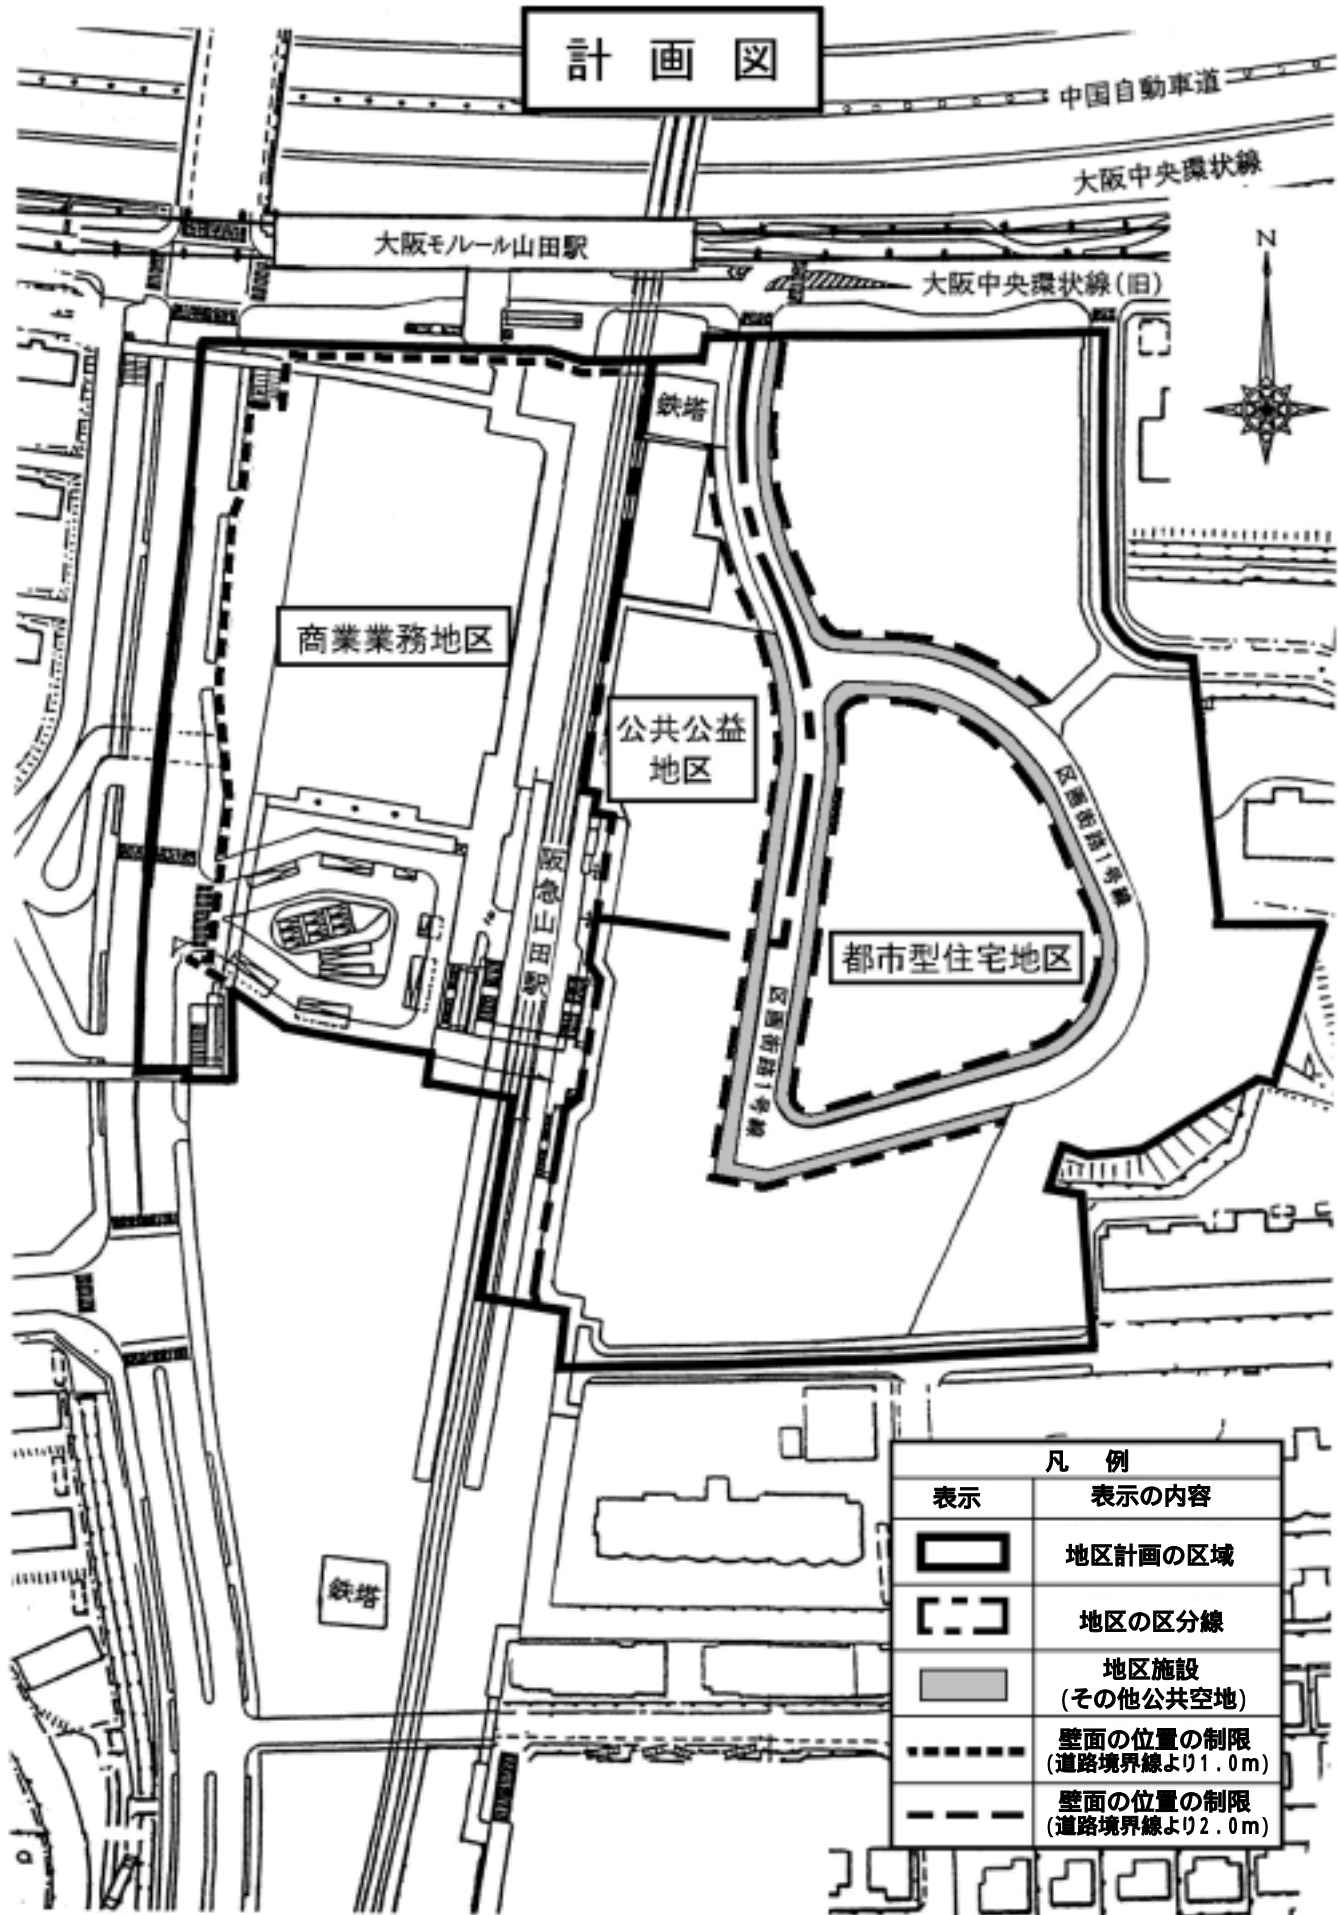 計画図
中国自動車道
大阪中央環状線
大阪モノレール山田駅
N
大阪中央環状線(旧)
鉄塔
商業業務地区
公共公益
地区
区画街路1号線
阪急山田駅
都市型住宅地区
区画街路1号線
鉄塔
凡 例
表示
表示の内容
地区計画の区域
地区の区分線
地区施設
(その他公共空地)
壁面の位置の制限
(道路境界線より1.0m)
壁面の位置の制限
(道路境界線より2.0m)